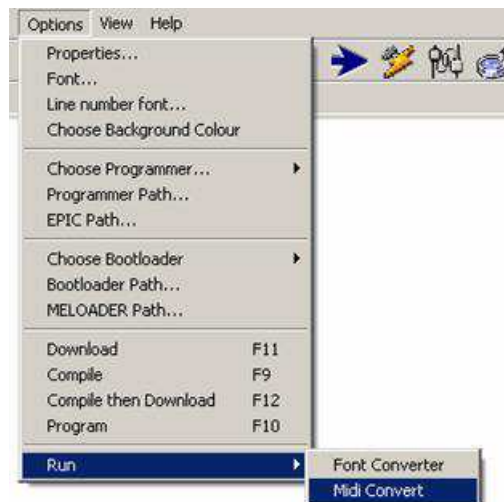 Options View Help
Properties...
Font...
Line number font...
Choose Background Colour
Choose Programmer...
Programmer Path...
EPIC Path...
Choose Bootloader
Bootloader Path...
MELOADER Path...
Download F11
Compile F9
Compile then Download F12
Program F10
Run
Font Converter
Midi Convert